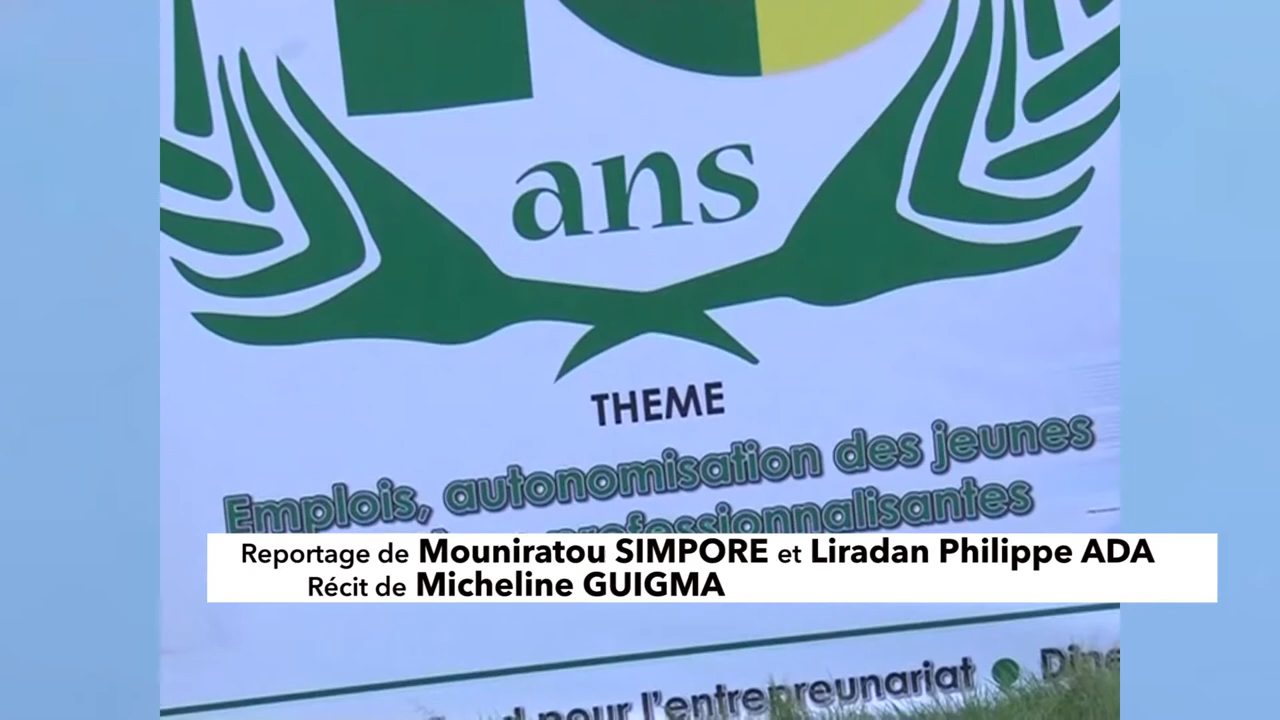 ans
THEME
Emplois, autonomisation des jeunes
professionnalisantes
Reportage de Mouniratou SIMPORE et Liradan Philippe ADA
Récit de Micheline GUIGMA
pour l'entrepreunariat